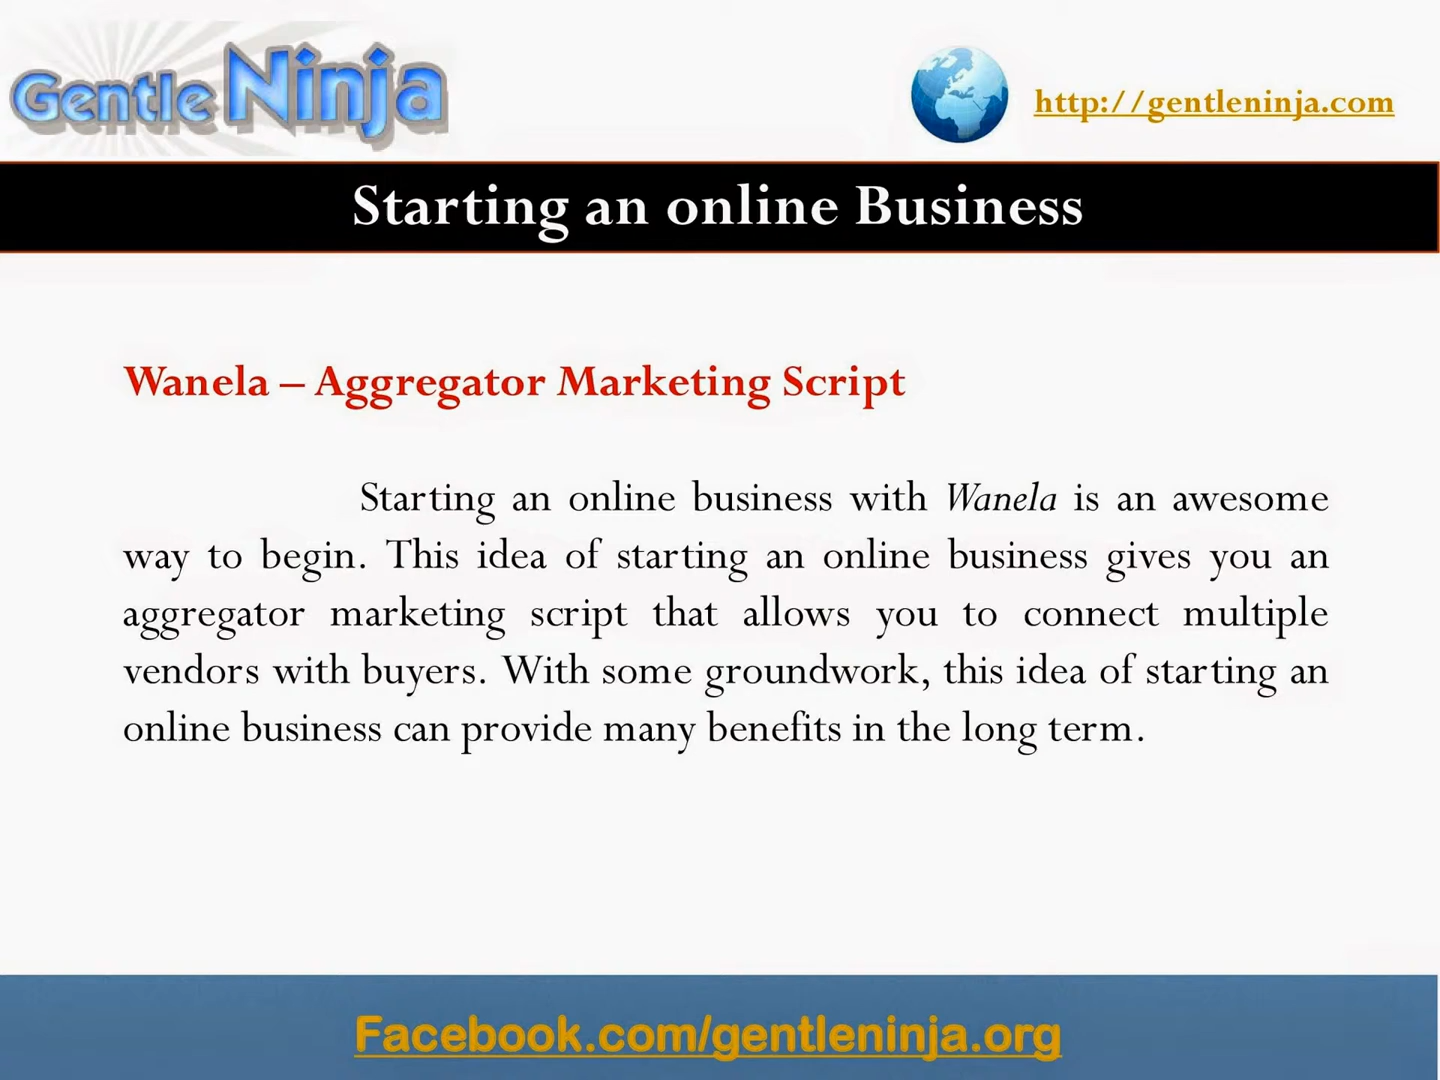 Gentle Ninja
http://gentleninja.com
Starting an online Business
Wanela – Aggregator Marketing Script
Starting an online business with Wanela is an awesome
way to begin. This idea of starting an online business gives you an
aggregator marketing script that allows you to connect multiple
vendors with buyers. With some groundwork, this idea of starting an
online business can provide many benefits in the long term.
Facebook.com/gentleninja.org